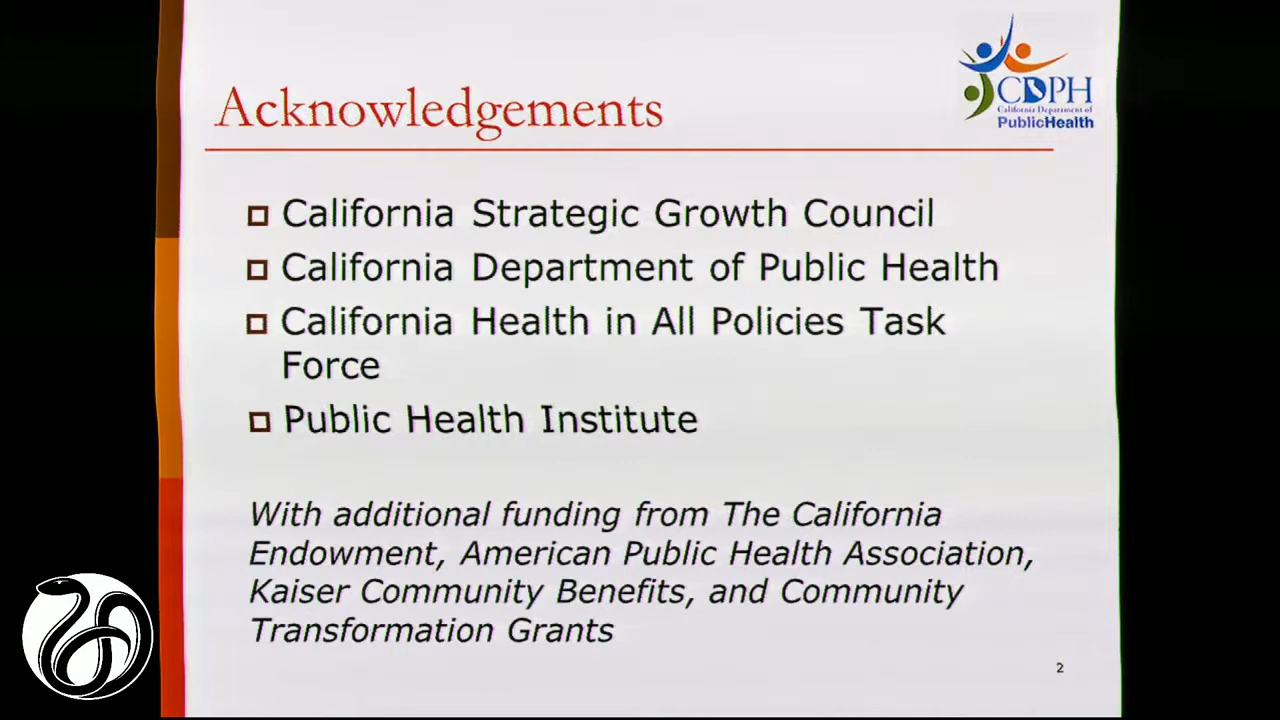 Acknowledgements
CDPH
California Department of
PublicHealth
California Strategic Growth Council
California Department of Public Health
California Health in All Policies Task
Force
Public Health Institute
With additional funding from The California
Endowment, American Public Health Association,
Kaiser Community Benefits, and Community
Transformation Grants
2